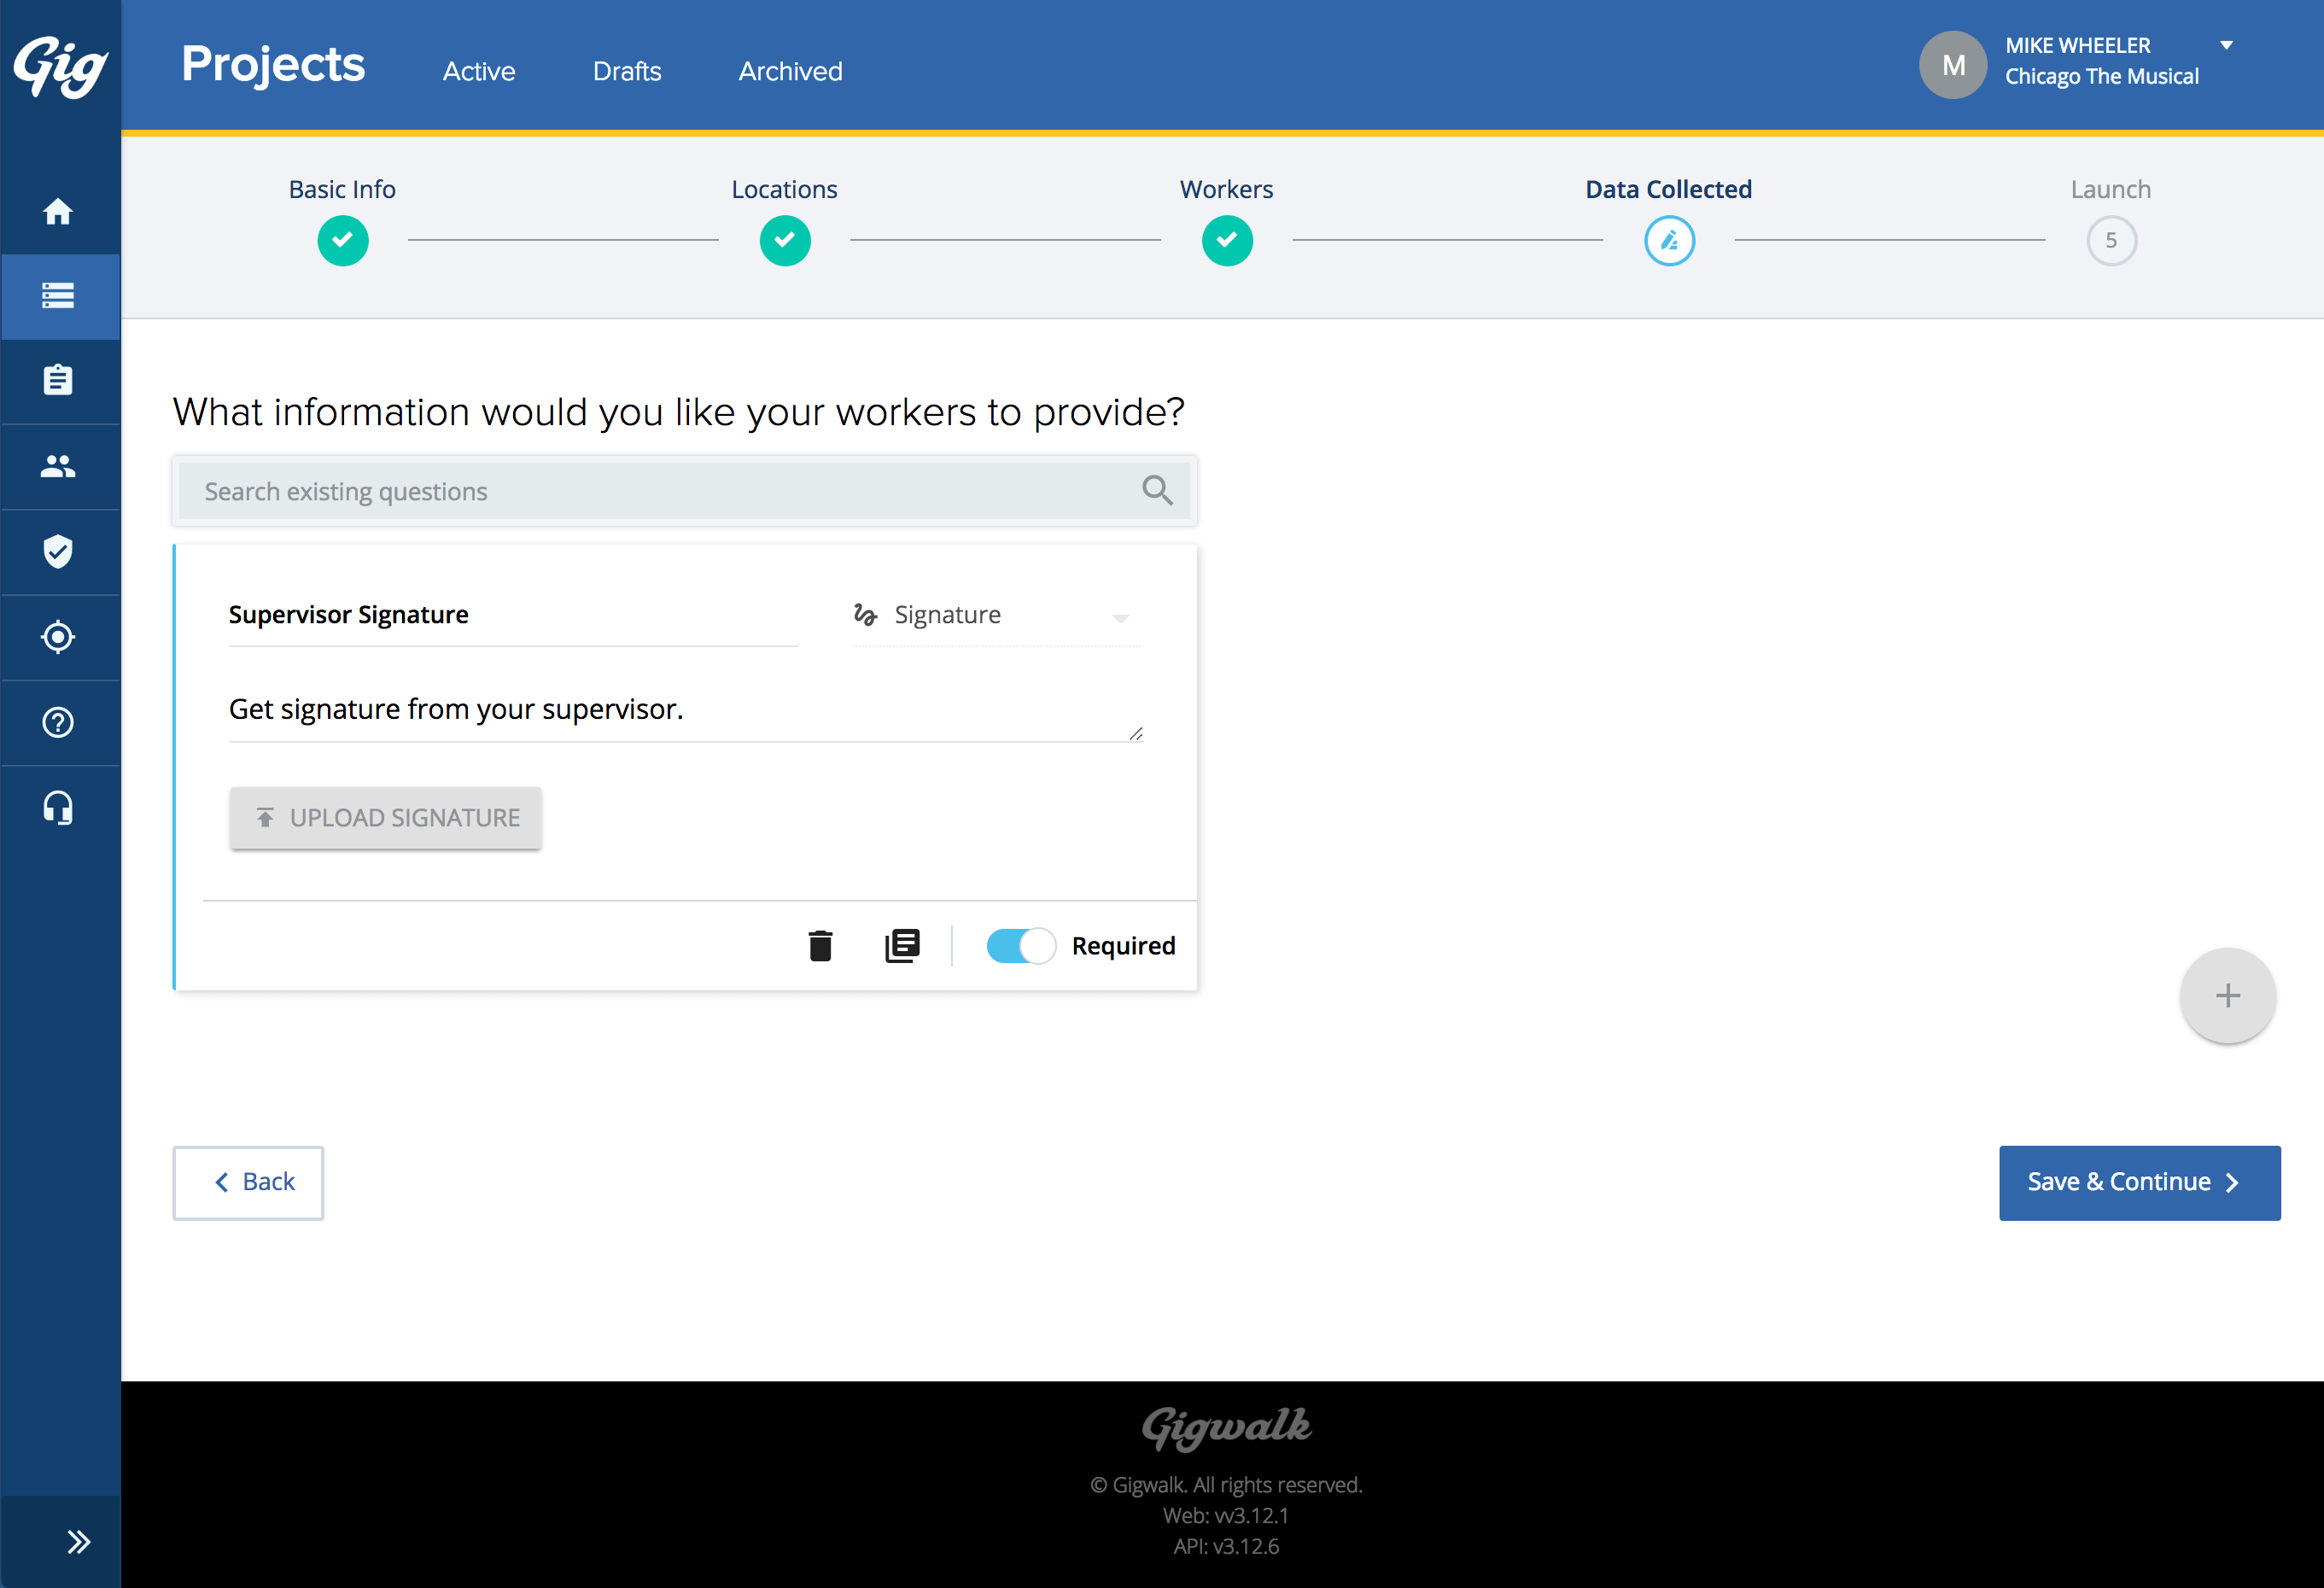 Gig
Projects
Active
Drafts
Archived
M
MIKE WHEELER
Chicago The Musical
Basic Info
Locations
Workers
Data Collected
Launch
5
What information would you like your workers to provide?
Search existing questions
Supervisor Signature
Signature
Get signature from your supervisor.
UPLOAD SIGNATURE
Required
Back
Save & Continue
Gigwalk
© Gigwalk. All rights reserved.
Web: vv3.12.1
API: v3.12.6